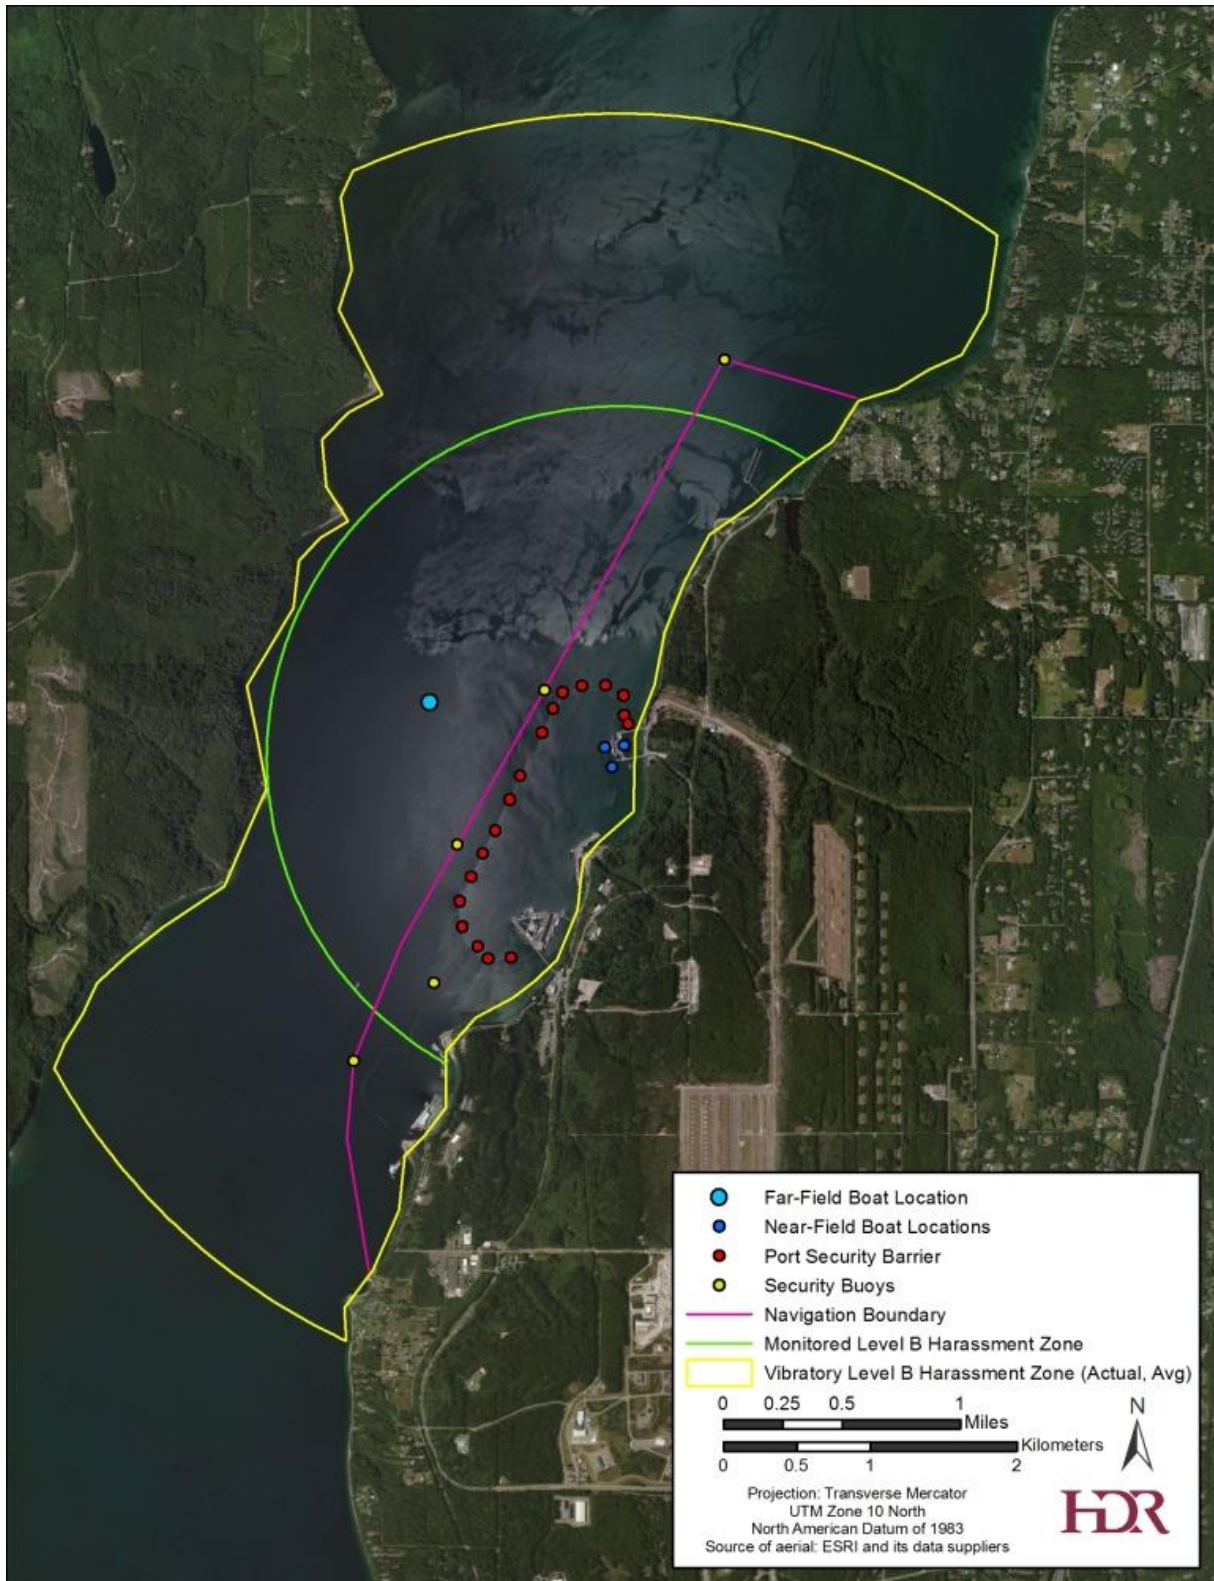 Far-Field Boat Location
Near-Field Boat Locations
Port Security Barrier
Security Buoys
Navigation Boundary
Monitored Level B Harassment Zone
Vibratory Level B Harassment Zone (Actual, Avg)
0 0.25 0.5 1
Miles
Kilometers
0 0.5 1 2
N
Projection: Transverse Mercator
UTM Zone 10 North
North American Datum of 1983
Source of aerial: ESRI and its data suppliers
HDR